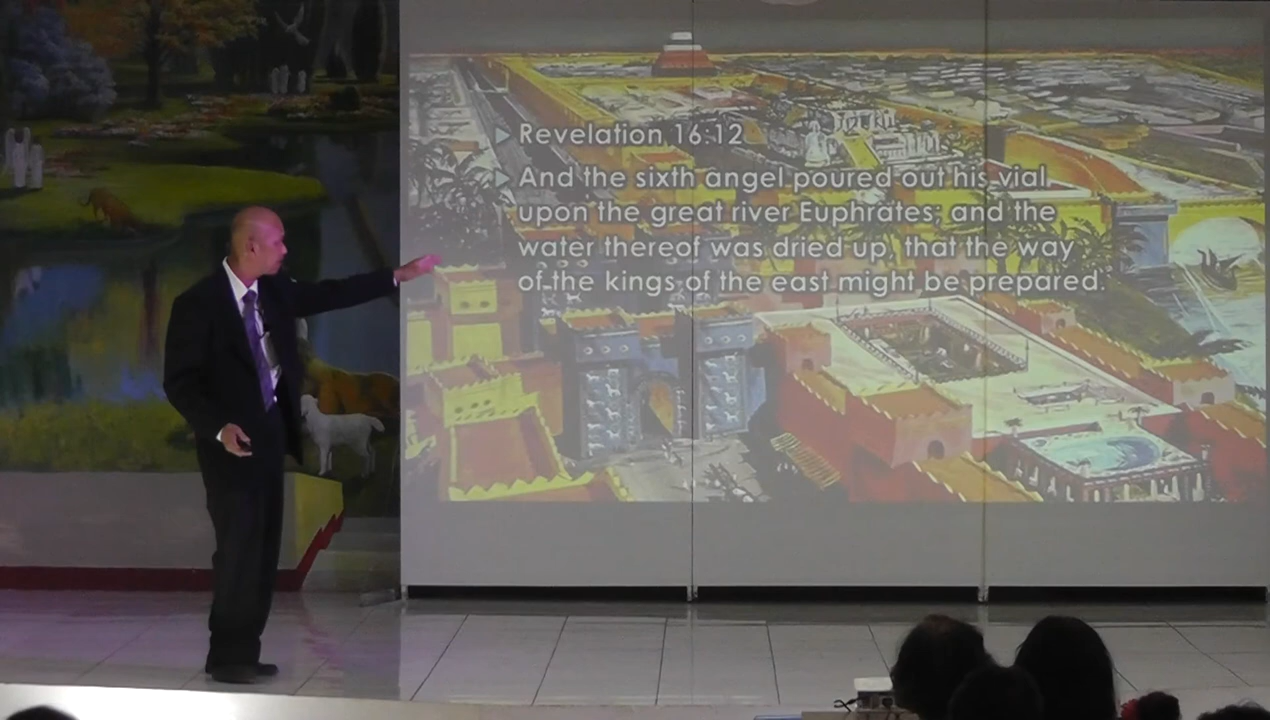 Revelation 16:12
And the sixth angel poured out his vial
upon the great river Euphrates; and the
water thereof was dried up, that the way
of the kings of the east might be prepared.